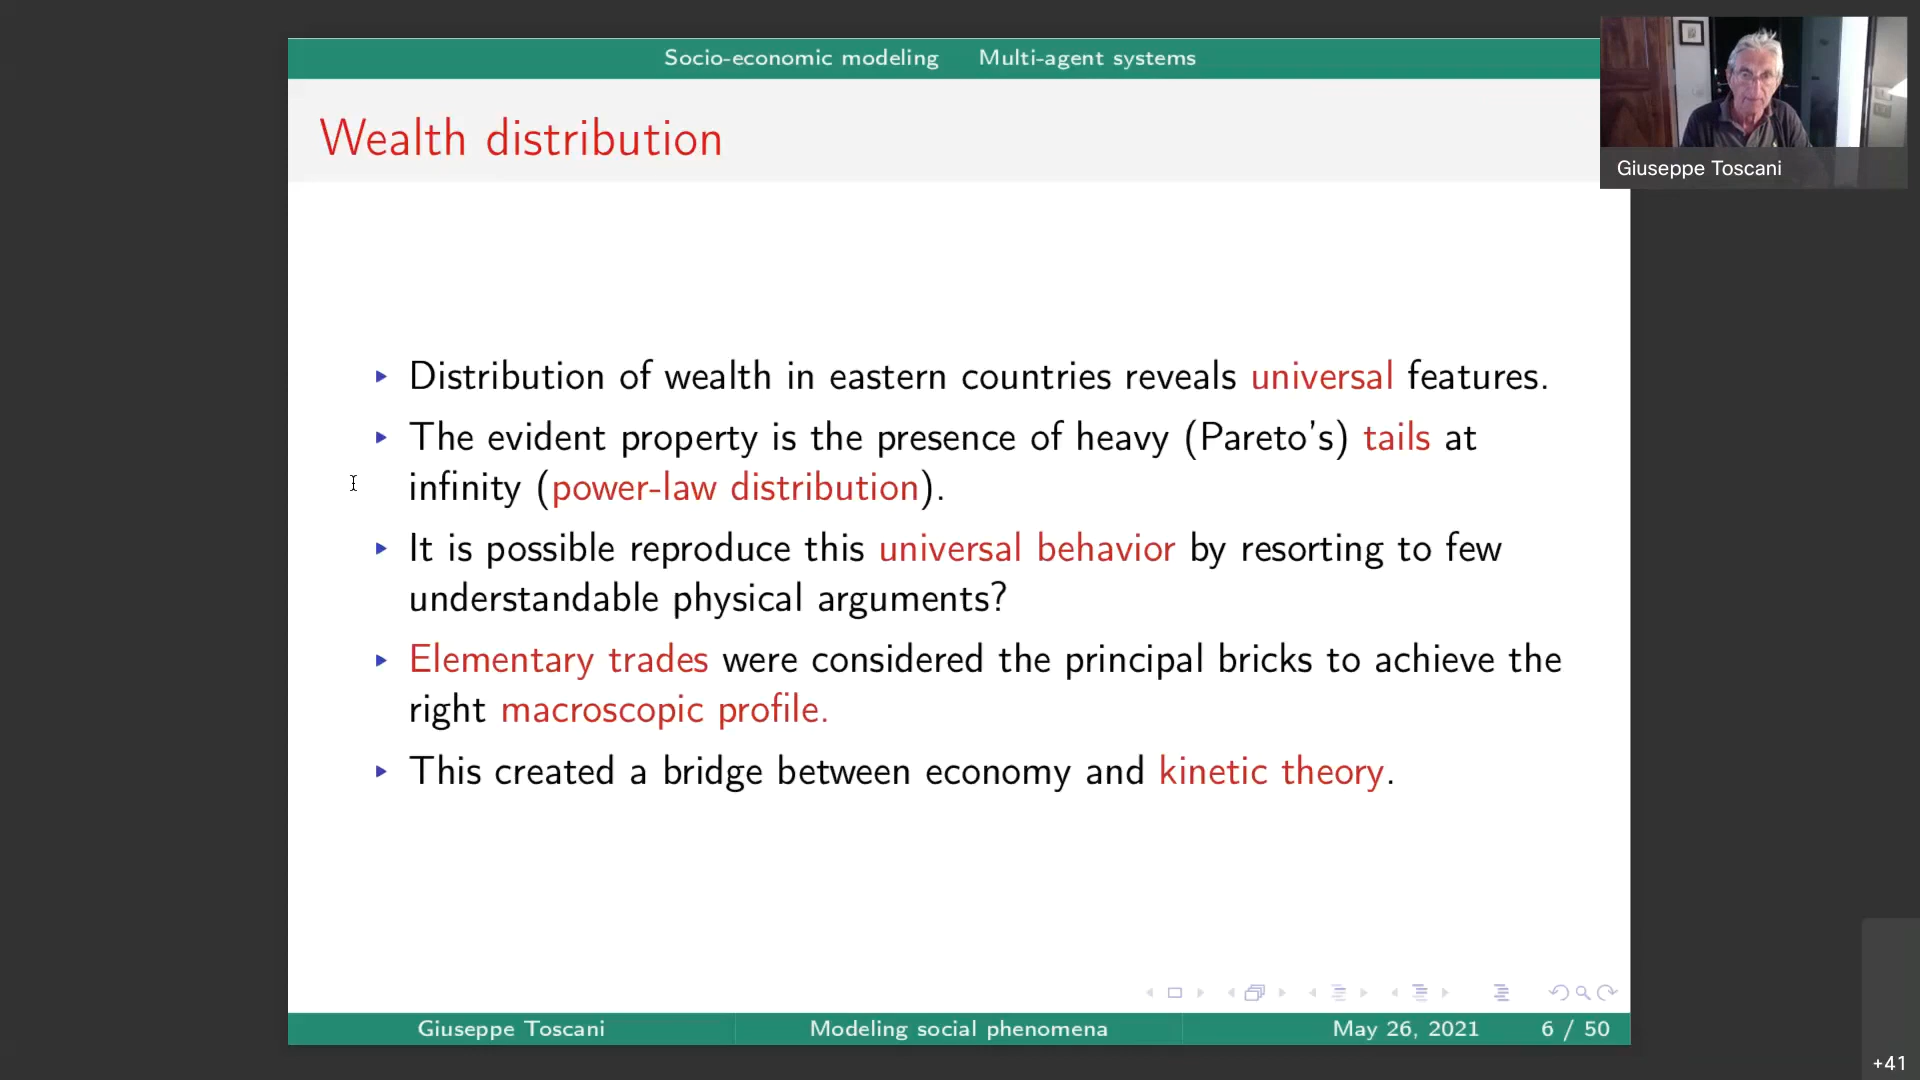 Socio-economic modeling Multi-agent systems
Wealth distribution
Giuseppe Toscani
Distribution of wealth in eastern countries reveals universal features.
The evident property is the presence of heavy (Pareto's) tails at
infinity (power-law distribution).
It is possible reproduce this universal behavior by resorting to few
understandable physical arguments?
Elementary trades were considered the principal bricks to achieve the
right macroscopic profile.
This created a bridge between economy and kinetic theory.
Giuseppe Toscani Modeling social phenomena May 26, 2021 6 / 50
+41